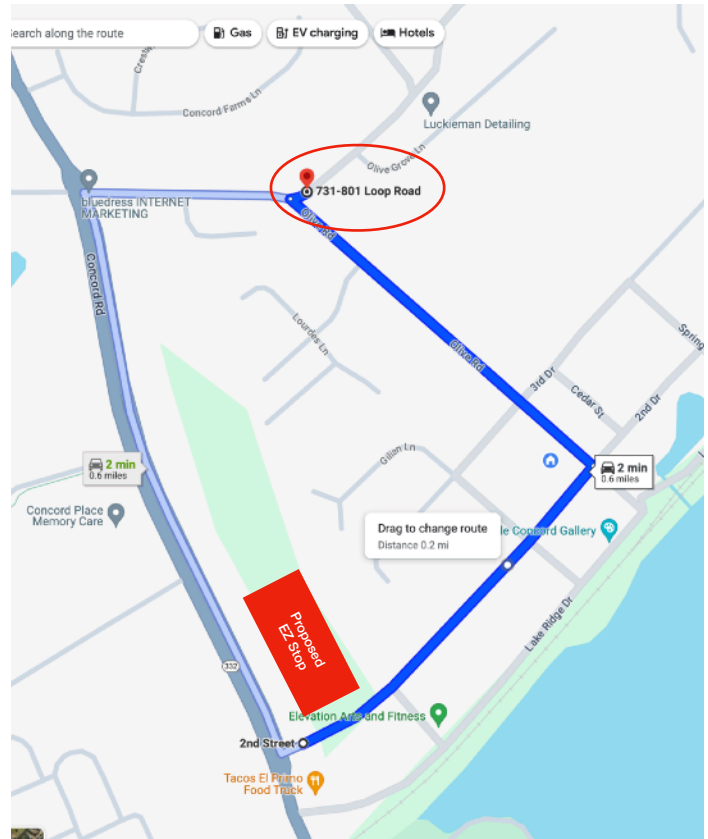 Search along the route
Gas
EV charging
Hotels
Concord Farms Ln
Luckieman Detailing
Olive Grove Ln
731-801 Loop Road
bluedress INTERNET
MARKETING
Olive Rd
Concord Rd
Lourdes Ln
Olive Rd
Spring
3rd Dr
Cedar St
2nd Dr
Gilian Ln
2 min
0.6 miles
2 min
0.6 miles
Concord Place
Memory Care
Drag to change route
Distance 0.2 mi
le Concord Gallery
Lake Ridge Dr
Proposed
EZ Stop
332
Elevation Arts and Fitness
2nd Street
Tacos El Primo
Food Truck